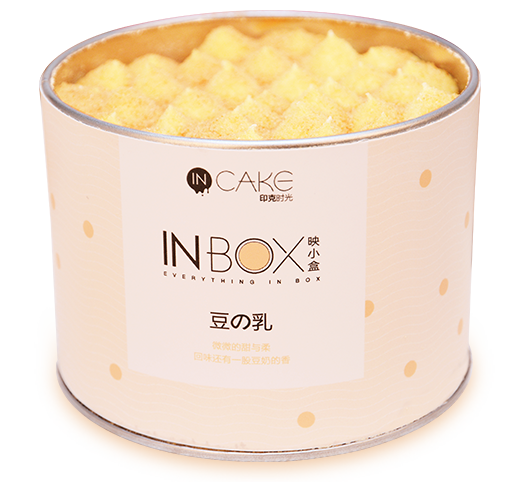 IN CAKE
印克时光
INBOX 映小盒
EVERYTHING IN BOX
豆の乳
微微的甜与柔
回味还有一股豆奶的香